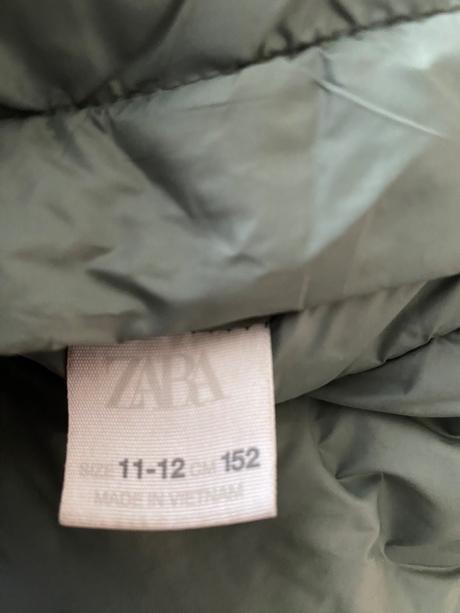 ZARA
SIZE 11-12 CM 152
MADE IN VIETNAM